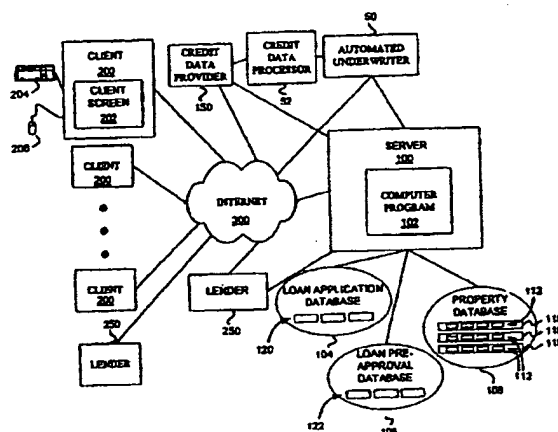 CLIENT
200
CLIENT
SCREEN
202
204
206
CREDIT
DATA
PROVIDER
150
CREDIT
DATA
PROCESSOR
52
AUTOMATED
UNDERWRITER
50
SERVER
100
COMPUTER
PROGRAM
102
CLIENT
200
INTERNET
300
CLIENT
200
250
LENDER
LENDER
250
LOAN APPLICATION
DATABASE
120
104
LOAN PRE-
APPROVAL DATABASE
122
PROPERTY
DATABASE
112
112
108